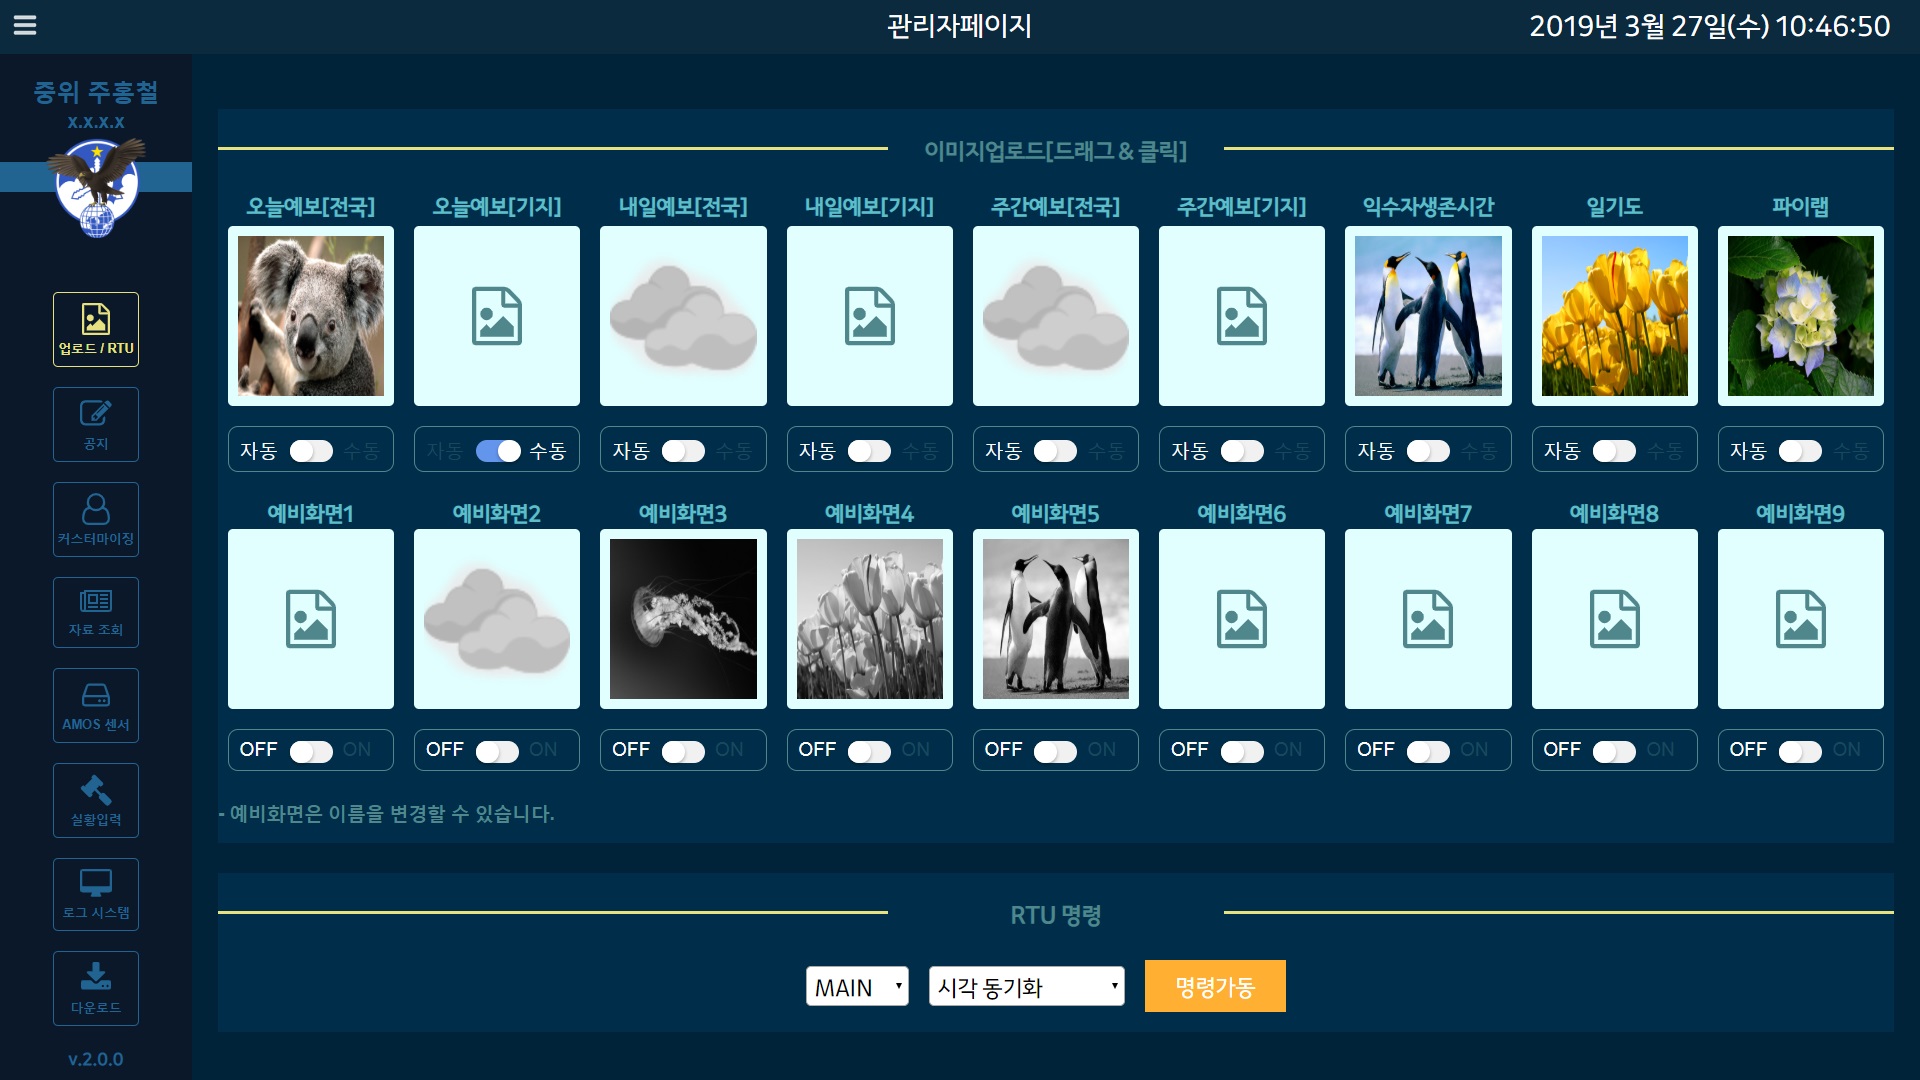 관리자페이지
2019년 3월 27일(수) 10:46:50
중위 주홍철
x.x.x.x
업로드 / RTU
공지
커스터마이징
자료 조회
AMOS 센서
실황입력
로그 시스템
다운로드
v.2.0.0
이미지업로드[드래그 & 클릭]
오늘예보[전국] 오늘예보[기지] 내일예보[전국] 내일예보[기지] 주간예보[전국] 주간예보[기지] 익수자생존시간 일기도 파이랩
자동 수동 자동 수동 자동 수동 자동 수동 자동 수동 자동 수동 자동 수동 자동 수동 자동 수동
예비화면1 예비화면2 예비화면3 예비화면4 예비화면5 예비화면6 예비화면7 예비화면8 예비화면9
OFF ON OFF ON OFF ON OFF ON OFF ON OFF ON OFF ON OFF ON OFF ON
- 예비화면은 이름을 변경할 수 있습니다.
RTU 명령
MAIN 시각 동기화 명령가동